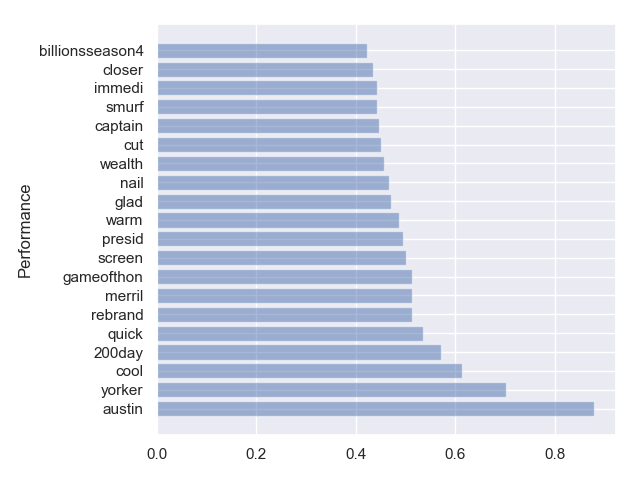 billionsseason4
closer
immedi
smurf
captain
cut
wealth
nail
glad
warm
presid
screen
gameofthon
merril
rebrand
quick
200day
cool
yorker
austin
Performance
0.0 0.2 0.4 0.6 0.8